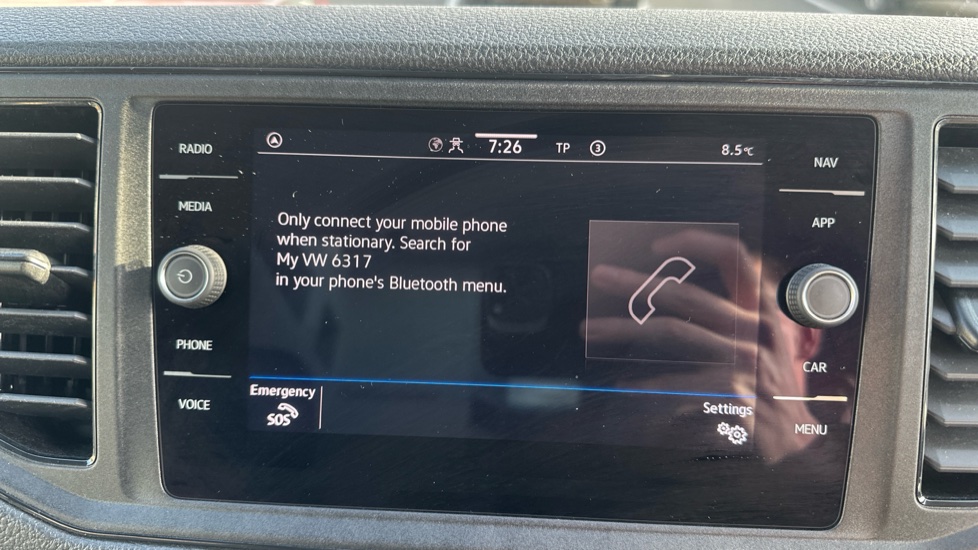 7:26 TP 3 8.5°C
RADIO
MEDIA
PHONE
VOICE
Only connect your mobile phone
when stationary. Search for
My VW 6317
in your phone's Bluetooth menu.
Emergency
SOS
Settings
NAV
APP
CAR
MENU